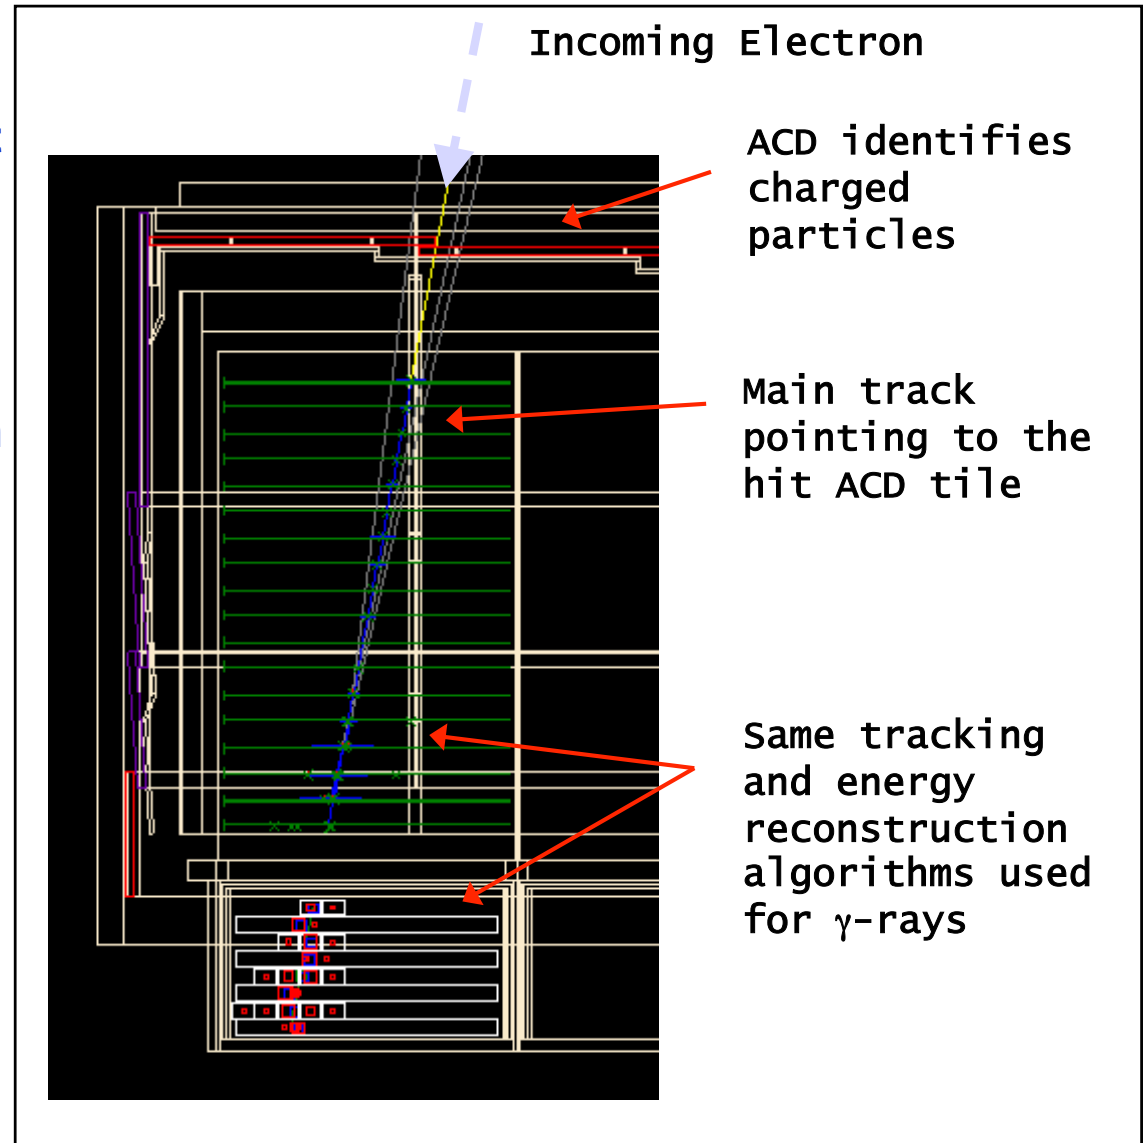 Incoming Electron
ACD identifies
charged
particles
Main track
pointing to the
hit ACD tile
Same tracking
and energy
reconstruction
algorithms used
for γ-rays